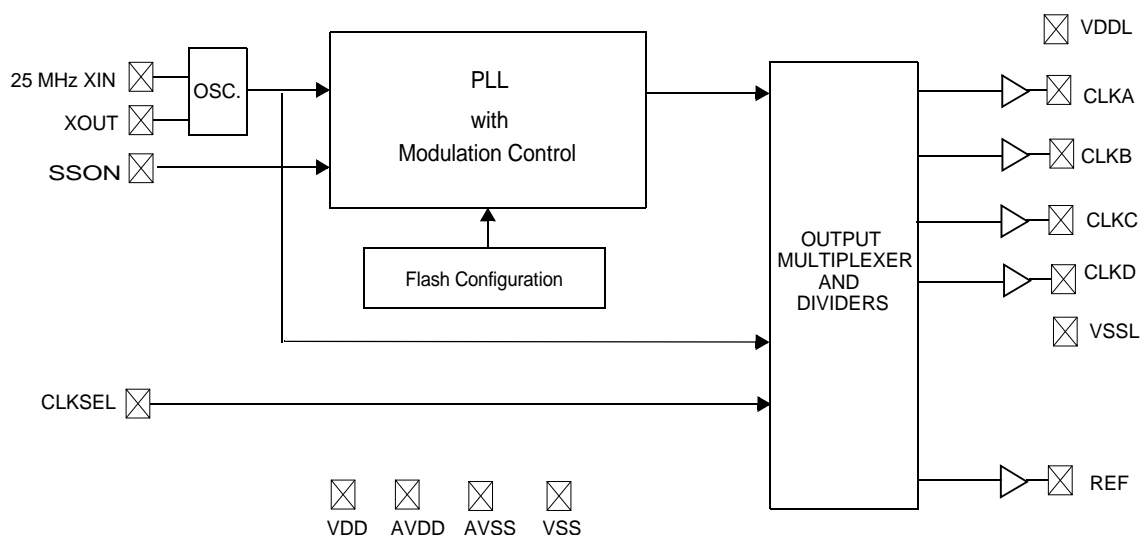 VDDL
25 MHz XIN
XOUT
SSON
OSC.
PLL
with
Modulation Control
Flash Configuration
CLKSEL
OUTPUT
MULTIPLEXER
AND
DIVIDERS
CLKA
CLKB
CLKC
CLKD
VSSL
REF
VDD
AVDD
AVSS
VSS